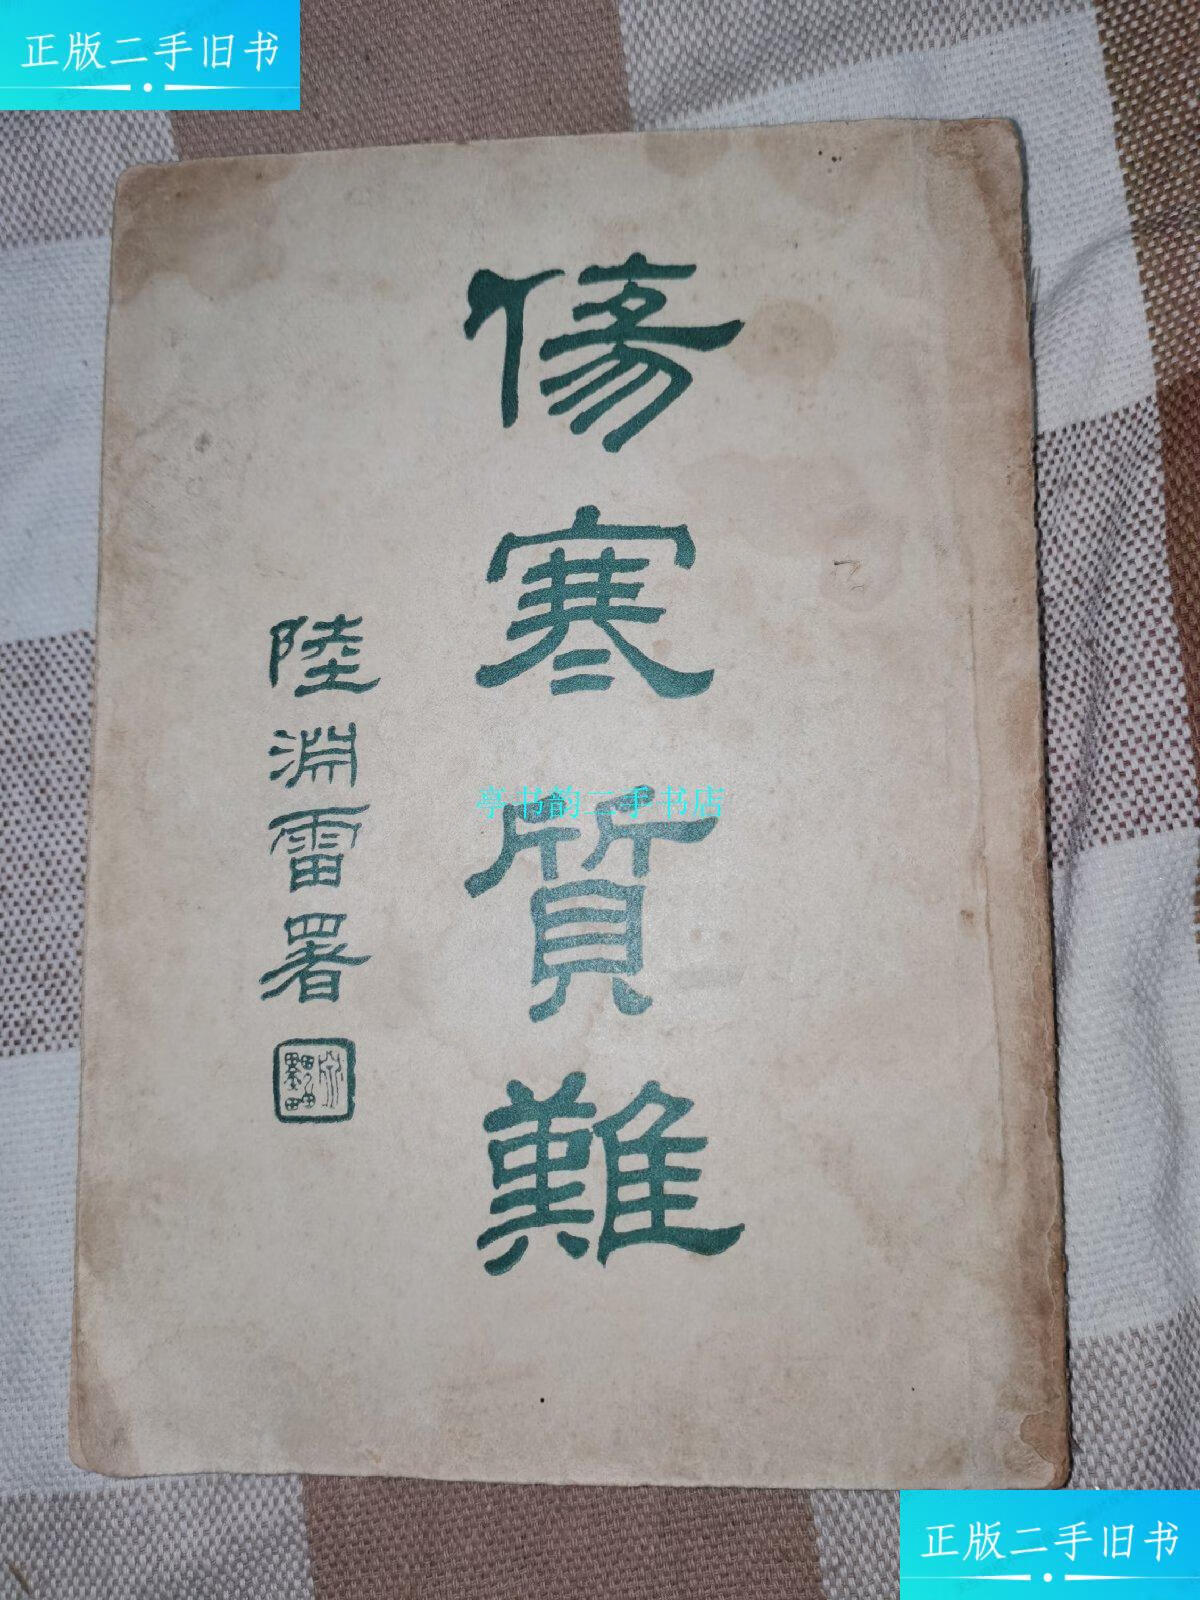 正版二手旧书
傷寒質難
陸淵雷署
亭书韵二手书店
正版二手旧书